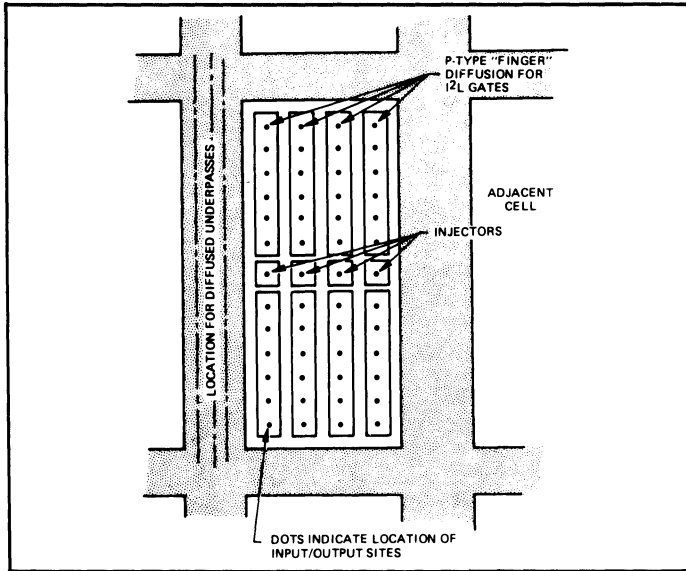 P-TYPE "FINGER"
DIFFUSION FOR
I²L GATES
LOCATION FOR DIFFUSED UNDERPASSES
ADJACENT
CELL
INJECTORS
DOTS INDICATE LOCATION OF
INPUT/OUTPUT SITES